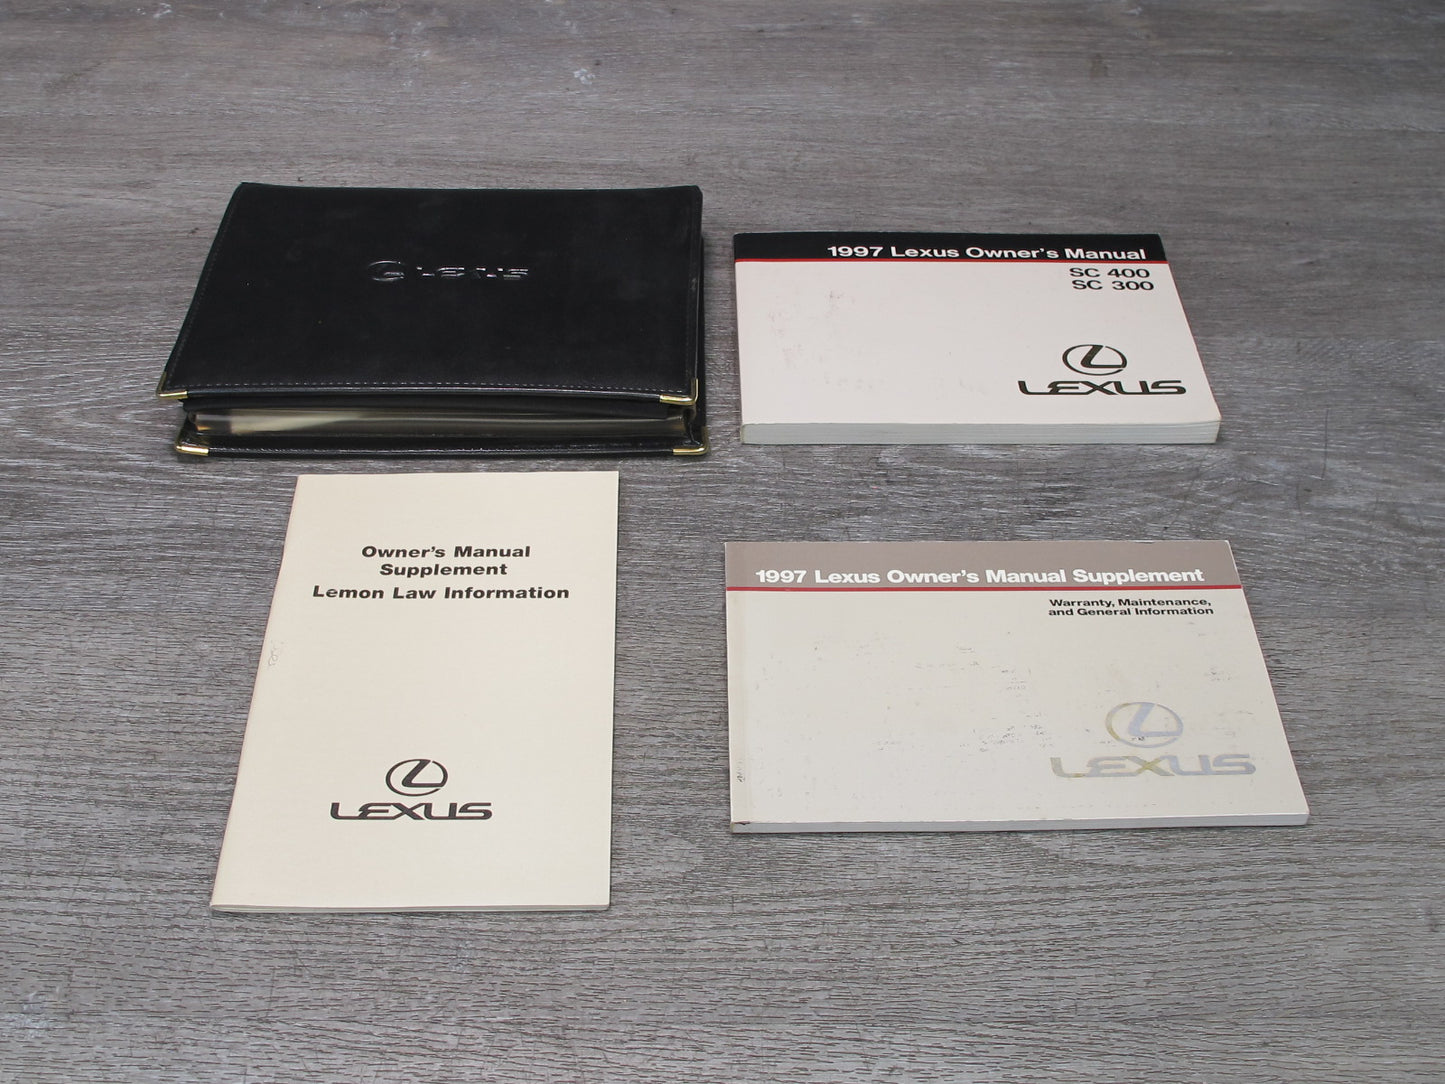 LEXUS
1997 Lexus Owner's Manual
SC 400
SC 300
LEXUS
Owner's Manual
Supplement
Lemon Law Information
LEXUS
1997 Lexus Owner's Manual Supplement
Warranty, Maintenance,
and General Information
LEXUS